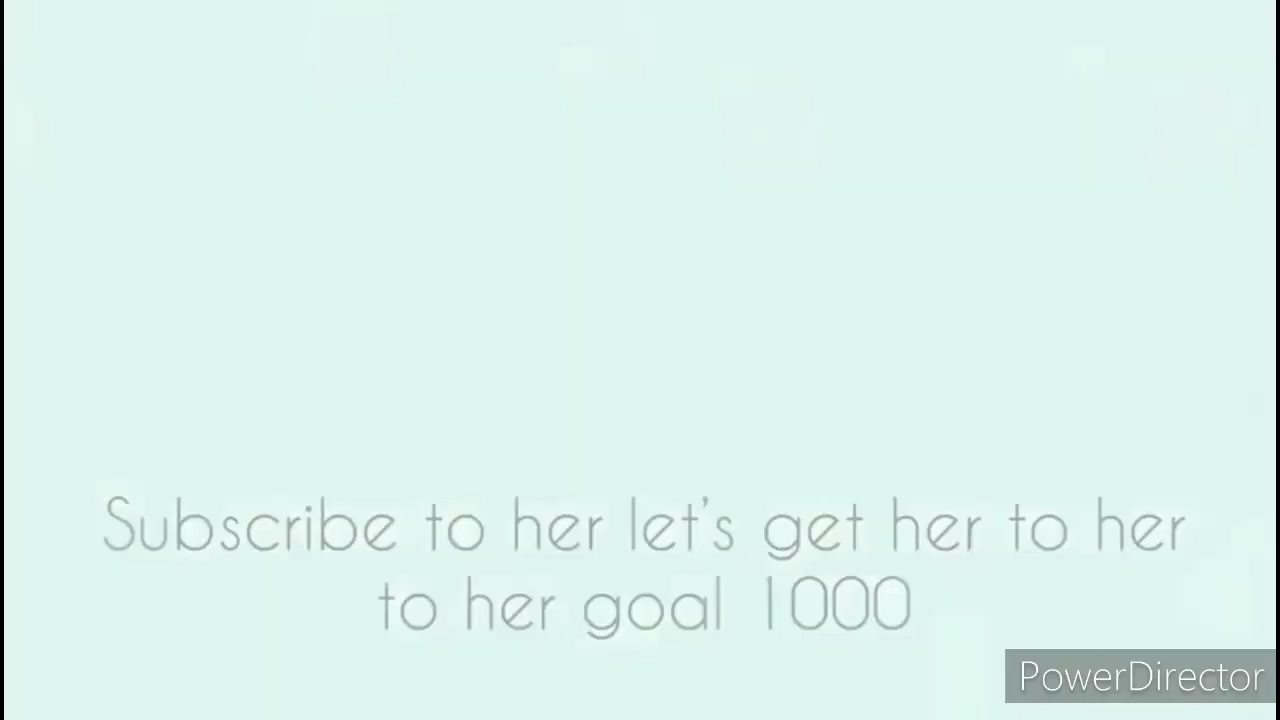 Subscribe to her let's get her to her
to her goal 1000
PowerDirector